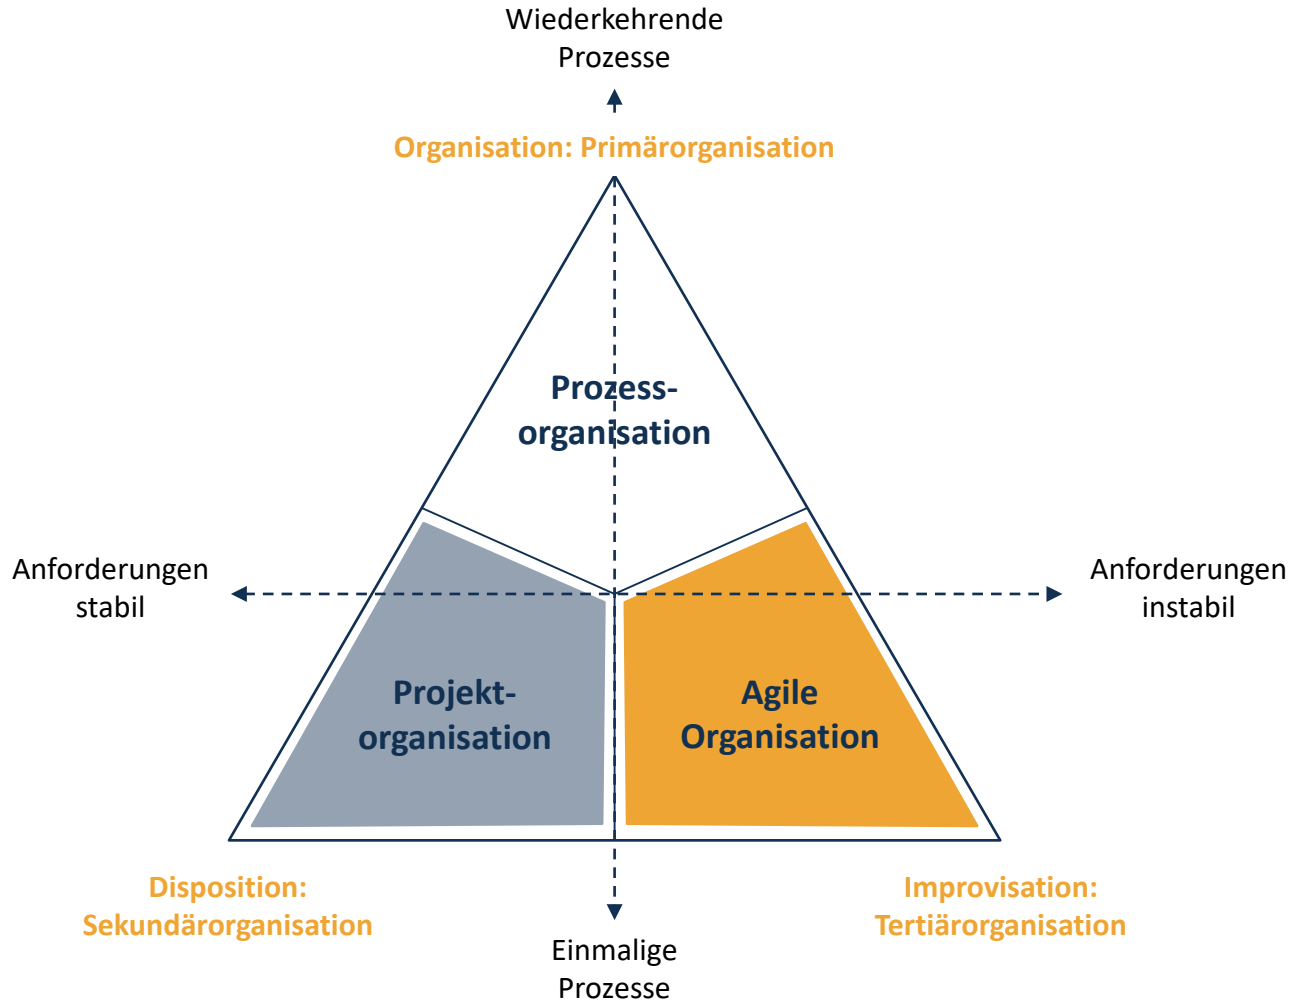 Wiederkehrende
Prozesse
Organisation: Primärorganisation
Prozess-
organisation
Anforderungen
stabil
Anforderungen
instabil
Projekt-
organisation
Agile
Organisation
Disposition:
Sekundärorganisation
Improvisation:
Tertiärorganisation
Einmalige
Prozesse